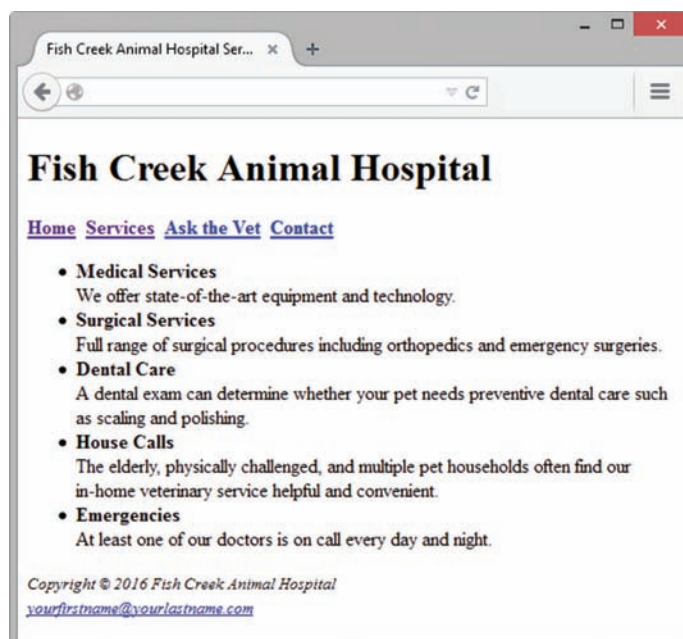 Fish Creek Animal Hospital Ser...
Fish Creek Animal Hospital
Home Services Ask the Vet Contact
• Medical Services
We offer state-of-the-art equipment and technology.
• Surgical Services
Full range of surgical procedures including orthopedics and emergency surgeries.
• Dental Care
A dental exam can determine whether your pet needs preventive dental care such
as scaling and polishing.
• House Calls
The elderly, physically challenged, and multiple pet households often find our
in-home veterinary service helpful and convenient.
• Emergencies
At least one of our doctors is on call every day and night.
Copyright © 2016 Fish Creek Animal Hospital
yourfirstname@yourlastname.com